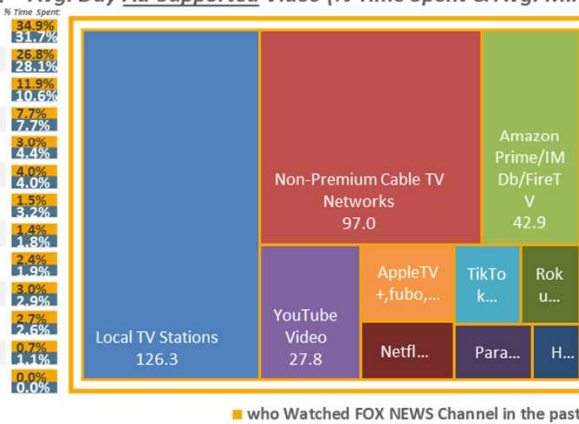 Avg. Day Ad-Supported Video (% Time Spent & Avg.
% Time Spent:
34.9%
31.7%
26.8%
28.1%
11.9%
10.6%
7.7%
7.7%
3.0%
4.4%
4.0%
4.0%
1.5%
3.2%
1.4%
1.8%
2.4%
1.9%
3.0%
2.9%
2.7%
2.6%
0.7%
1.1%
0.0%
0.0%
Local TV Stations
126.3
Non-Premium Cable TV
Networks
97.0
Amazon
Prime/IM
Db/FireT
V
42.9
YouTube
Video
27.8
AppleTV
+,fubo,...
TikTo
k...
Rok
u...
Netfl...
Para...
H...
who Watched FOX NEWS Channel in the past